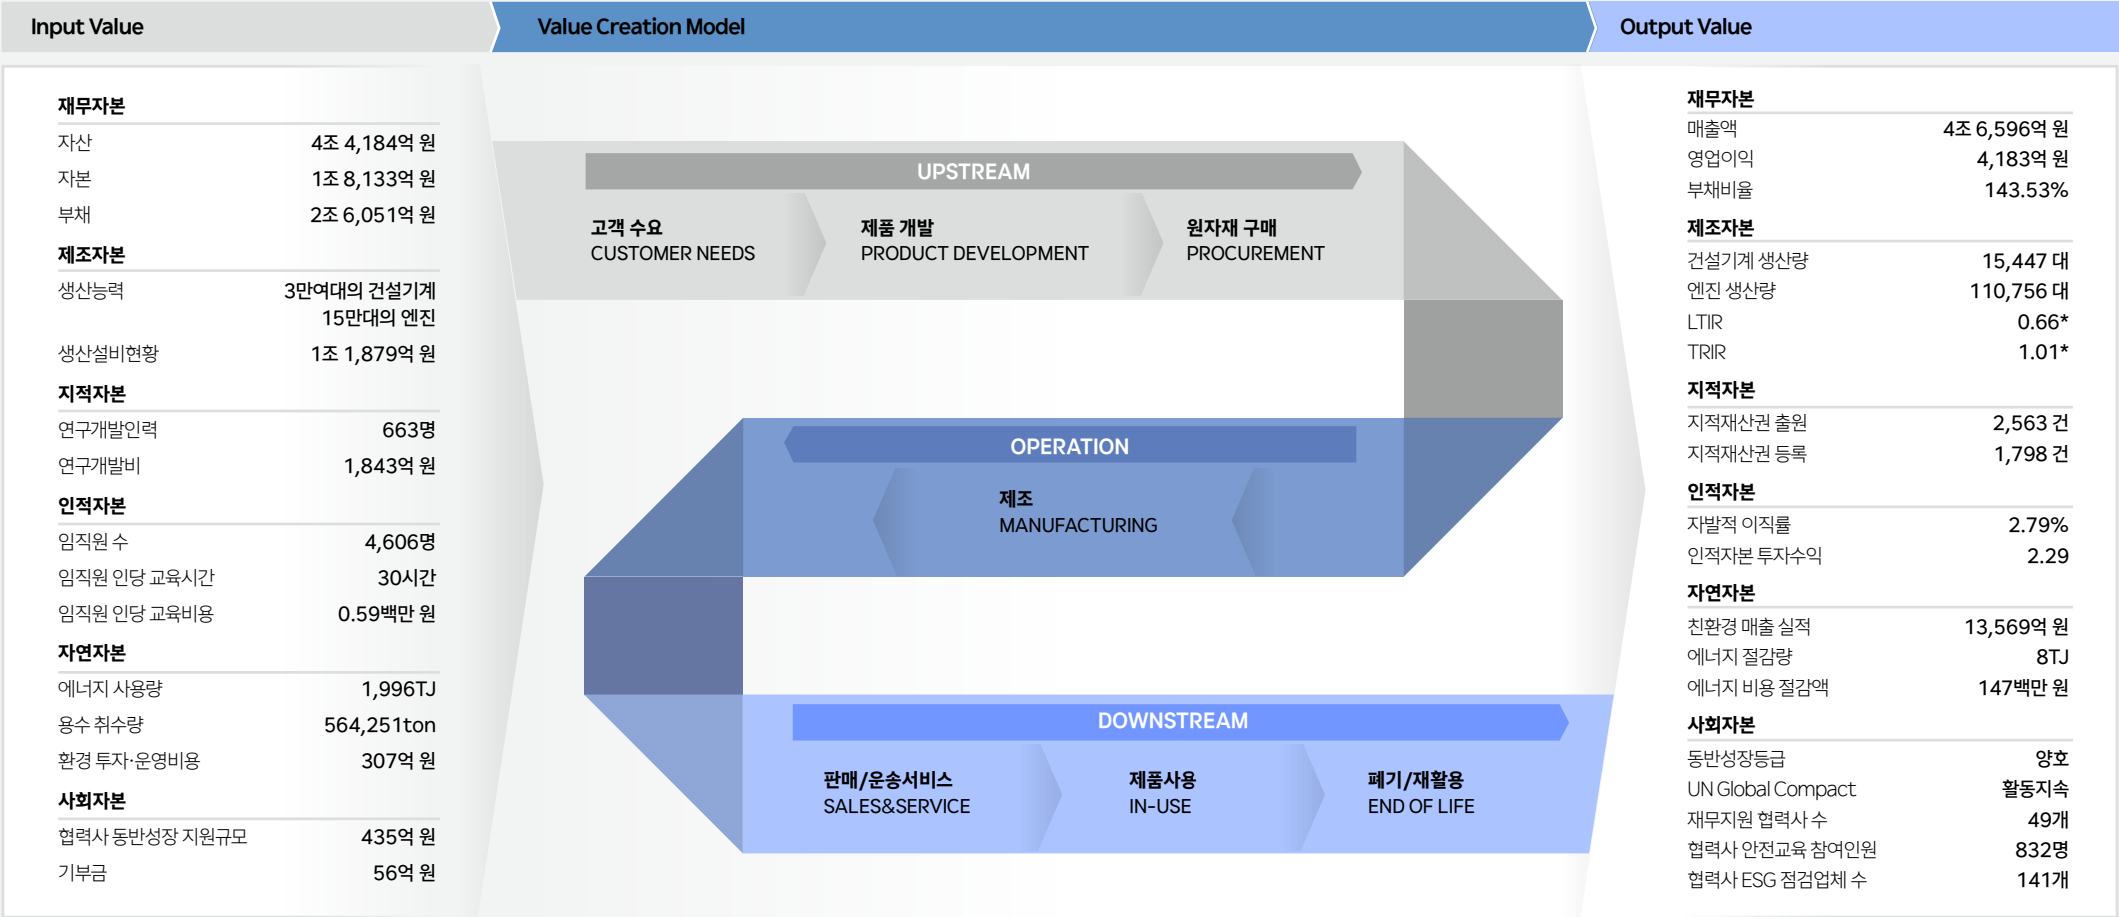 Input Value
Value Creation Model
Output Value
재무자본
자산 4조 4,184억 원
자본 1조 8,133억 원
부채 2조 6,051억 원
제조자본
생산능력 3만여대의 건설기계
15만대의 엔진
생산설비현황 1조 1,879억 원
지적자본
연구개발인력 663명
연구개발비 1,843억 원
인적자본
임직원 수 4,606명
임직원 인당 교육시간 30시간
임직원 인당 교육비용 0.59백만 원
자연자본
에너지 사용량 1,996TJ
용수 취수량 564,251ton
환경 투자·운영비용 307억 원
사회자본
협력사 동반성장 지원규모 435억 원
기부금 56억 원
UPSTREAM
고객 수요
CUSTOMER NEEDS
제품 개발
PRODUCT DEVELOPMENT
원자재 구매
PROCUREMENT
OPERATION
제조
MANUFACTURING
DOWNSTREAM
판매/운송서비스
SALES&SERVICE
제품사용
IN-USE
폐기/재활용
END OF LIFE
재무자본
매출액 4조 6,596억 원
영업이익 4,183억 원
부채비율 143.53%
제조자본
건설기계 생산량 15,447 대
엔진 생산량 110,756 대
LTIR 0.66*
TRIR 1.01*
지적자본
지적재산권 출원 2,563 건
지적재산권 등록 1,798 건
인적자본
자발적 이직률 2.79%
인적자본 투자수익 2.29
자연자본
친환경 매출 실적 13,569억 원
에너지 절감량 8TJ
에너지 비용 절감액 147백만 원
사회자본
동반성장등급 양호
UN Global Compact 활동지속
재무지원 협력사 수 49개
협력사 안전교육 참여인원 832명
협력사 ESG 점검업체 수 141개